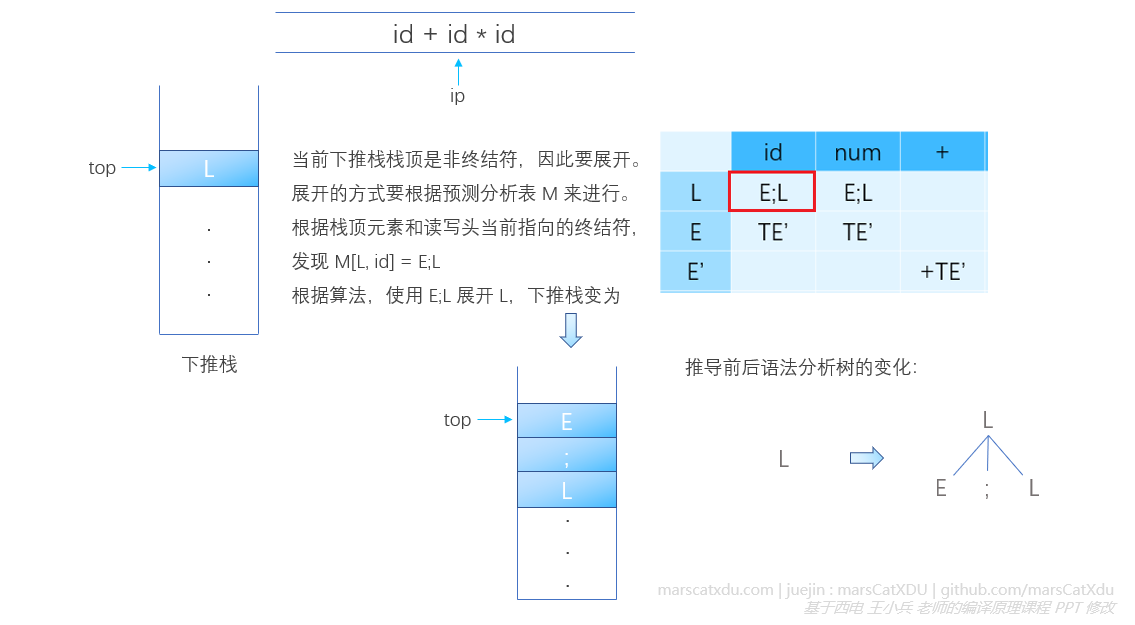 id + id * id
ip
top
L
下推栈
当前下推栈栈顶是非终结符，因此要展开。
展开的方式要根据预测分析表 M 来进行。
根据栈顶元素和读写头当前指向的终结符，
发现 M[L, id] = E;L
根据算法，使用 E;L 展开 L，下推栈变为
id num +
L E;L E;L
E TE’ TE’
E’ +TE’
top
E
;
L
推导前后语法分析树的变化：
L
L
E ; L
marscatxdu.com | juejin : marsCatXDU | github.com/marsCatXdu
基于西电 王小兵 老师的编译原理课程 PPT 修改